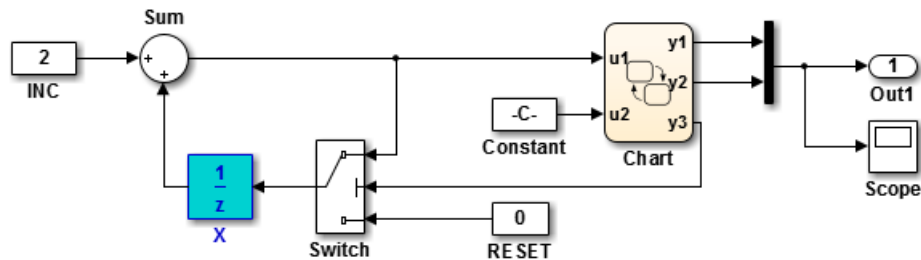 Sum
2
INC
+
+
u1
u2
y1
y2
y3
Chart
-C-
Constant
1
Out1
Scope
1
z
X
Switch
0
RESET